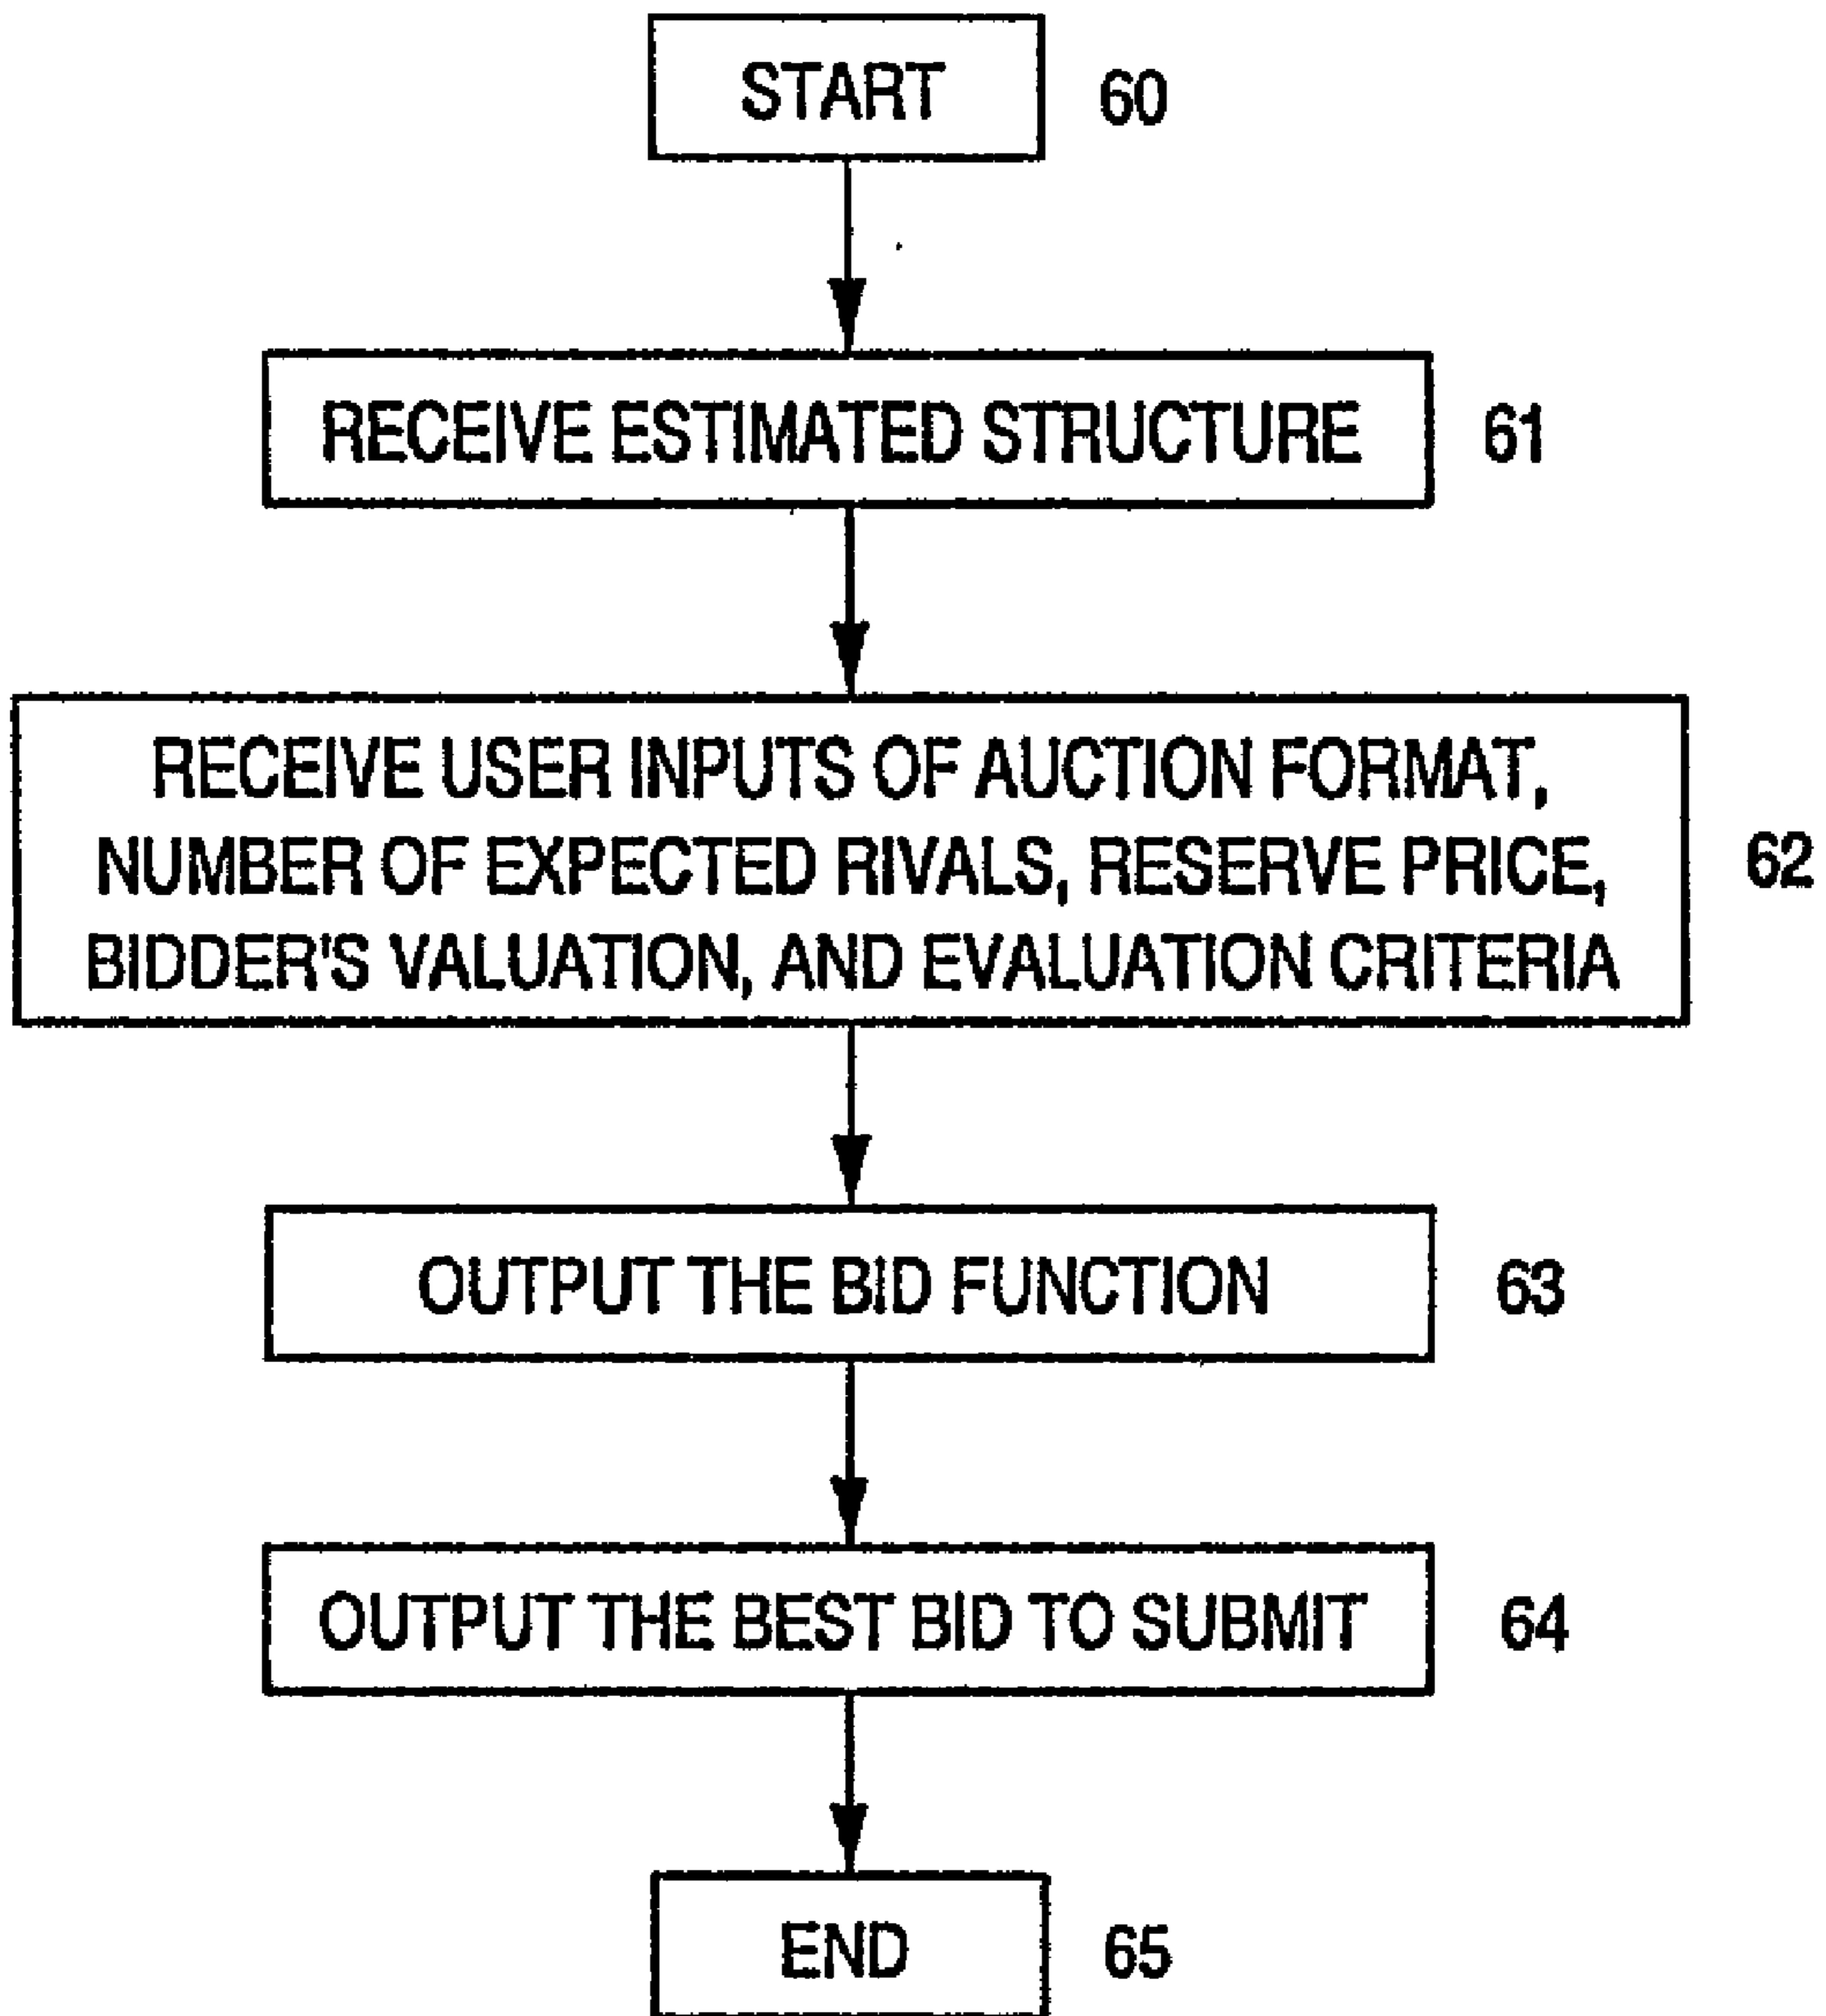 START 60
RECEIVE ESTIMATED STRUCTURE 61
RECEIVE USER INPUTS OF AUCTION FORMAT,
NUMBER OF EXPECTED RIVALS, RESERVE PRICE, 62
BIDDER'S VALUATION, AND EVALUATION CRITERIA
OUTPUT THE BID FUNCTION 63
OUTPUT THE BEST BID TO SUBMIT 64
END 65